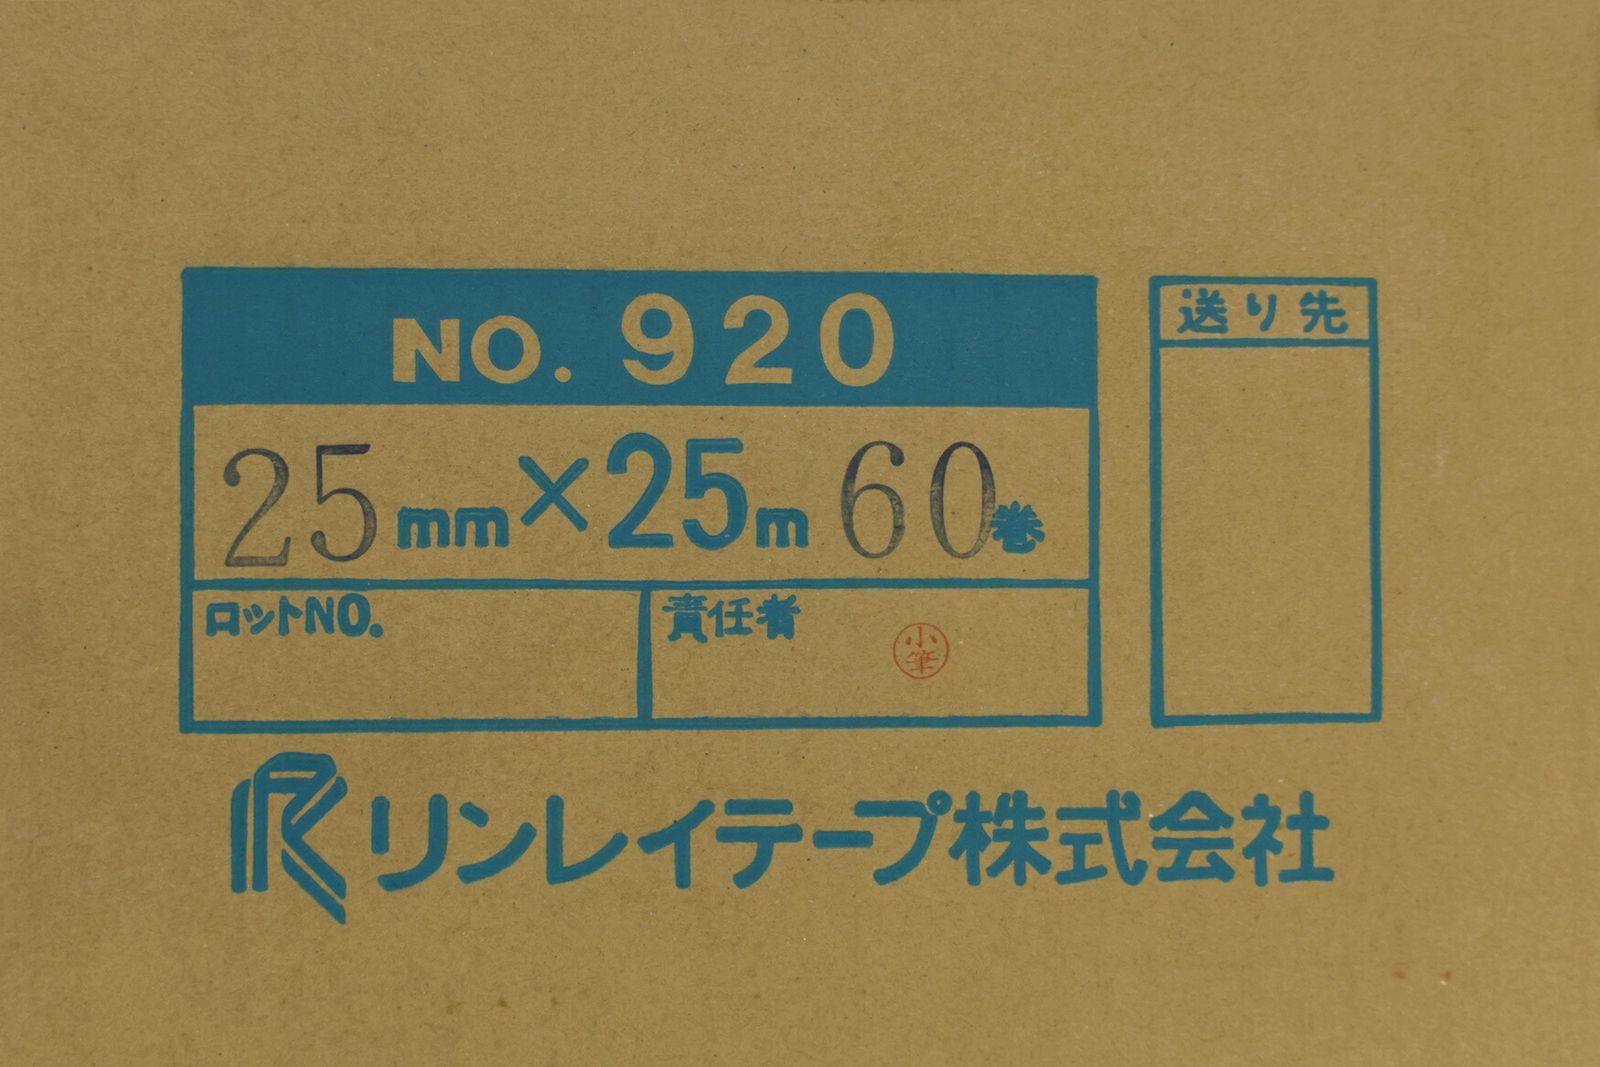 NO. 920
送り先
25mm×25m 60巻
ロットNO.
責任者
小筆
リンレイテープ株式会社